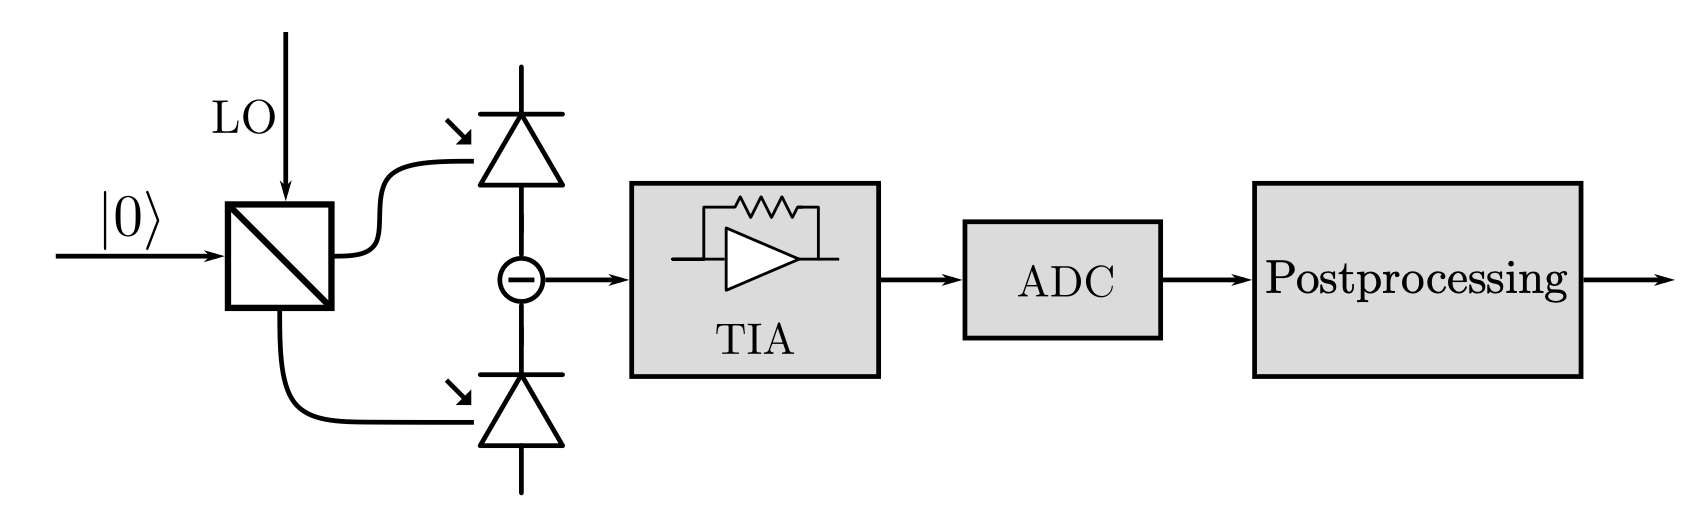 LO
|0⟩
TIA
ADC
Postprocessing